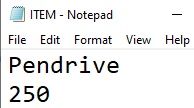 ITEM - Notepad
File Edit Format View Help
Pendrive
250